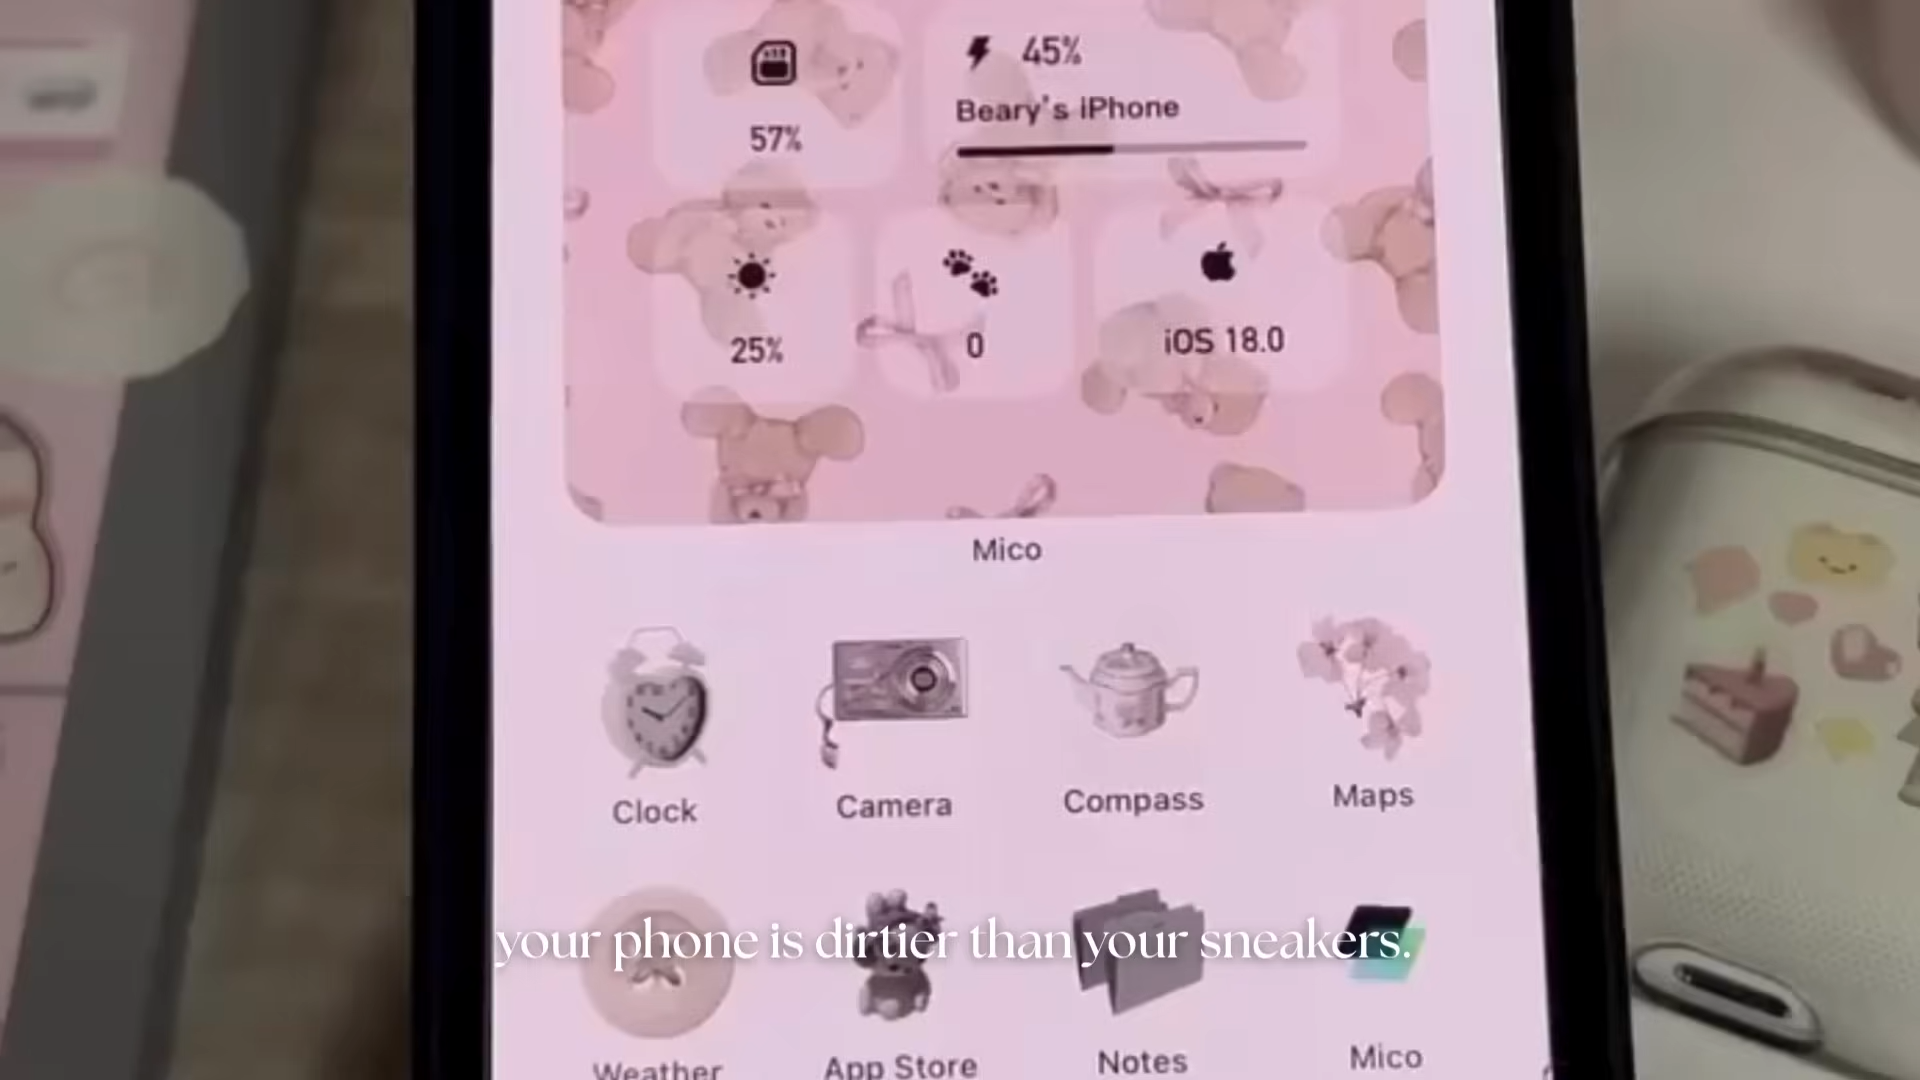 45%
Beary's iPhone
57%
25%
0
iOS 18.0
Mico
Clock
Camera
Compass
Maps
your phone is dirtier than your sneakers.
Weather
App Store
Notes
Mico